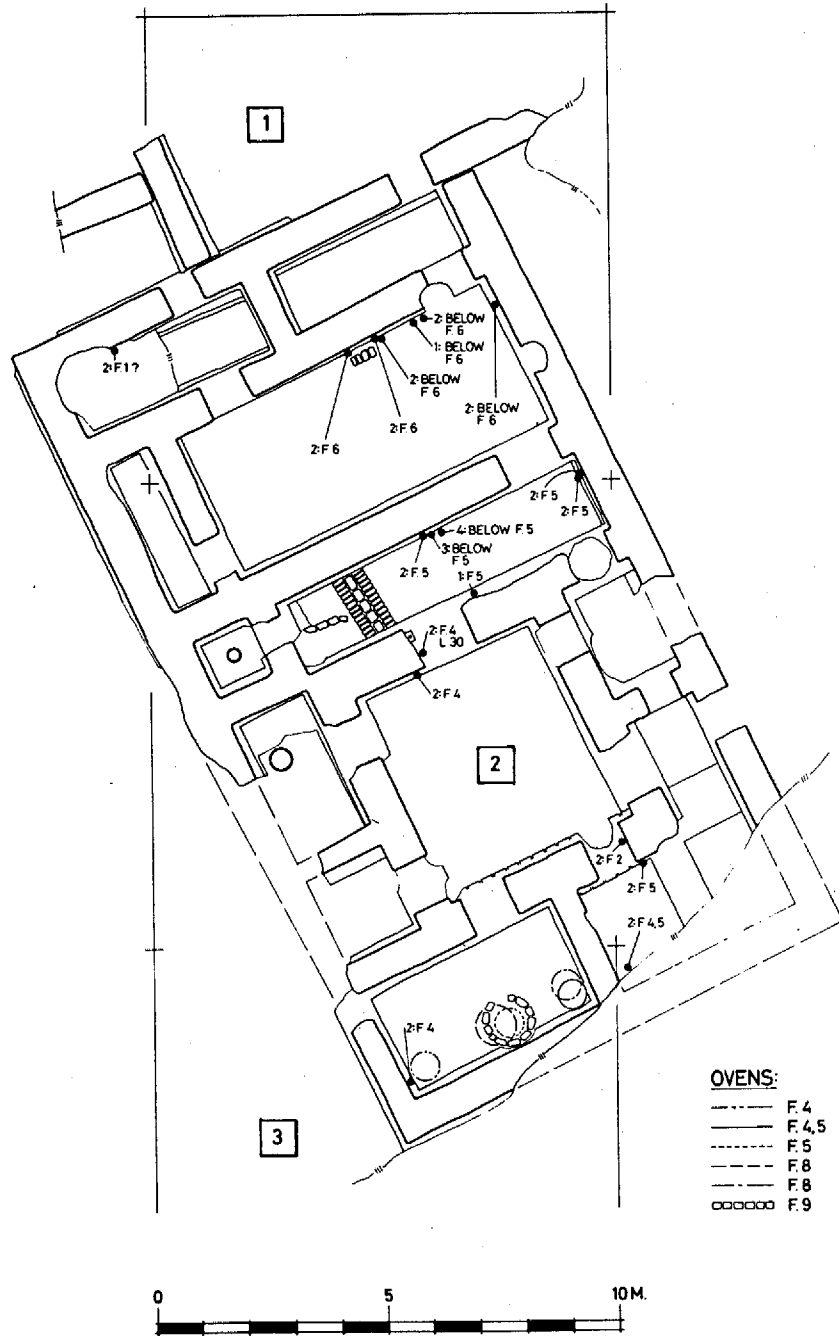 1
2: BELOW
F. 6
1: BELOW
F. 6
2: F. 1 ?
2: BELOW
F. 6
2: BELOW
F. 6
2: F. 6
2: F. 6
2: F. 5
2: F. 5
4: BELOW F. 5
3: BELOW
F. 5
2: F. 5
1: F. 5
2: F. 4
L. 30
2: F. 4
2
2: F. 2
2: F. 5
2: F. 4,5
2: F. 4
3
OVENS:
F. 4
F. 4,5
F. 5
F. 8
F. 8
F. 9
0 5 10 M.